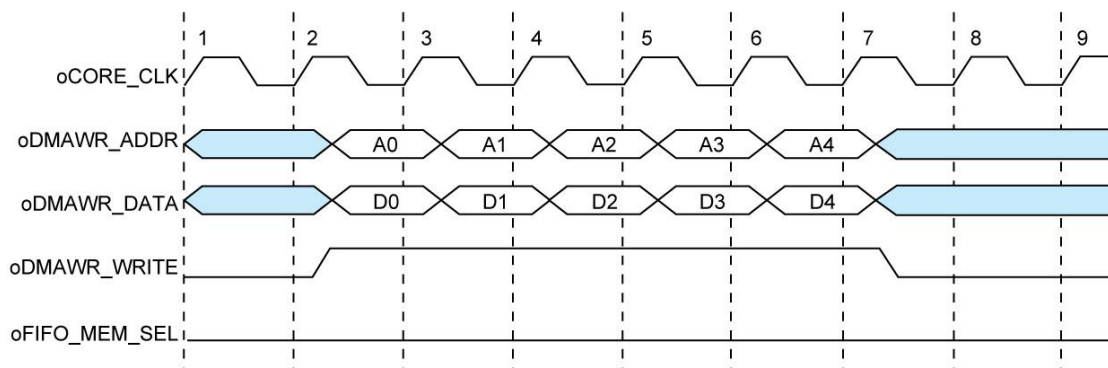 1 2 3 4 5 6 7 8 9
oCORE_CLK
oDMAWR_ADDR A0 A1 A2 A3 A4
oDMAWR_DATA D0 D1 D2 D3 D4
oDMAWR_WRITE
oFIFO_MEM_SEL